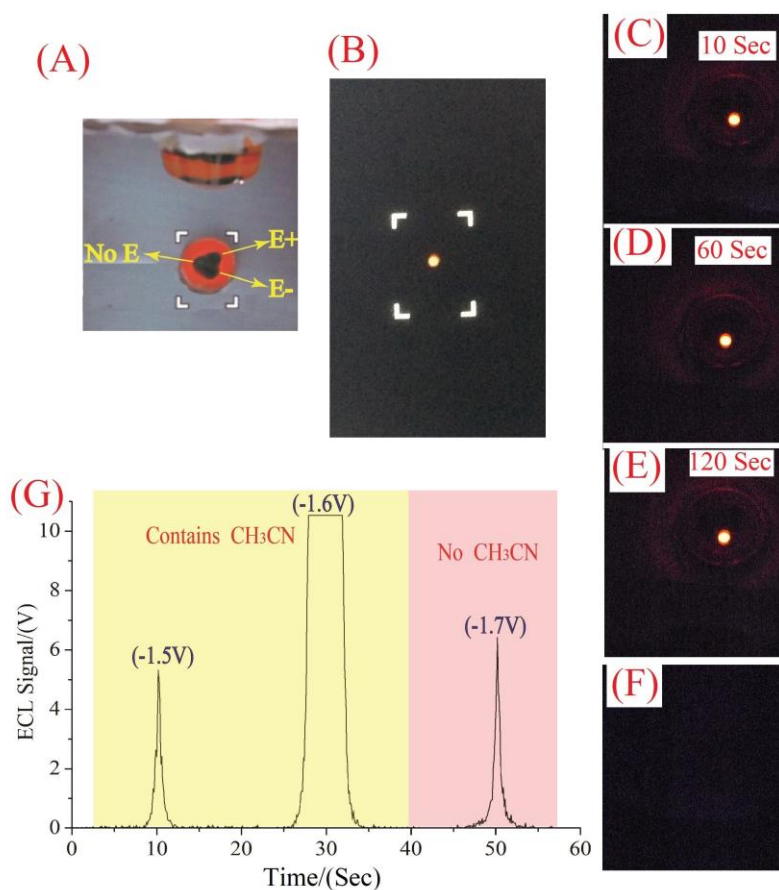 (A)
No E
E+
E-
(B)
(C)
10 Sec
(D)
60 Sec
(E)
120 Sec
(F)
(G)
ECL Signal/(V)
10
8
6
4
2
0
Contains CH₃CN
No CH₃CN
(-1.5V)
(-1.6V)
(-1.7V)
0
10
20
30
40
50
60
Time/(Sec)